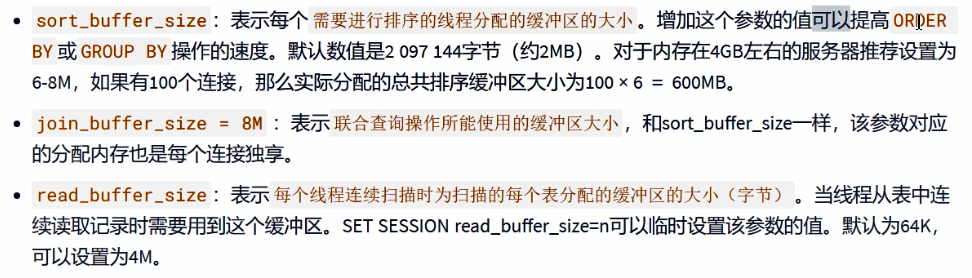 • sort_buffer_size：表示每个 需要进行排序的线程分配的缓冲区的大小 。增加这个参数的值可以提高 ORDER
BY 或 GROUP BY 操作的速度。默认数值是2 097 144字节（约2MB）。对于内存在4GB左右的服务器推荐设置为
6-8M，如果有100个连接，那么实际分配的总共排序缓冲区大小为100 × 6 ＝ 600MB。
• join_buffer_size = 8M ：表示 联合查询操作所能使用的缓冲区大小 ，和sort_buffer_size一样，该参数对应
的分配内存也是每个连接独享。
• read_buffer_size：表示 每个线程连续扫描时为扫描的每个表分配的缓冲区的大小（字节） 。当线程从表中连
续读取记录时需要用到这个缓冲区。SET SESSION read_buffer_size=n可以临时设置该参数的值。默认为64K，
可以设置为4M。